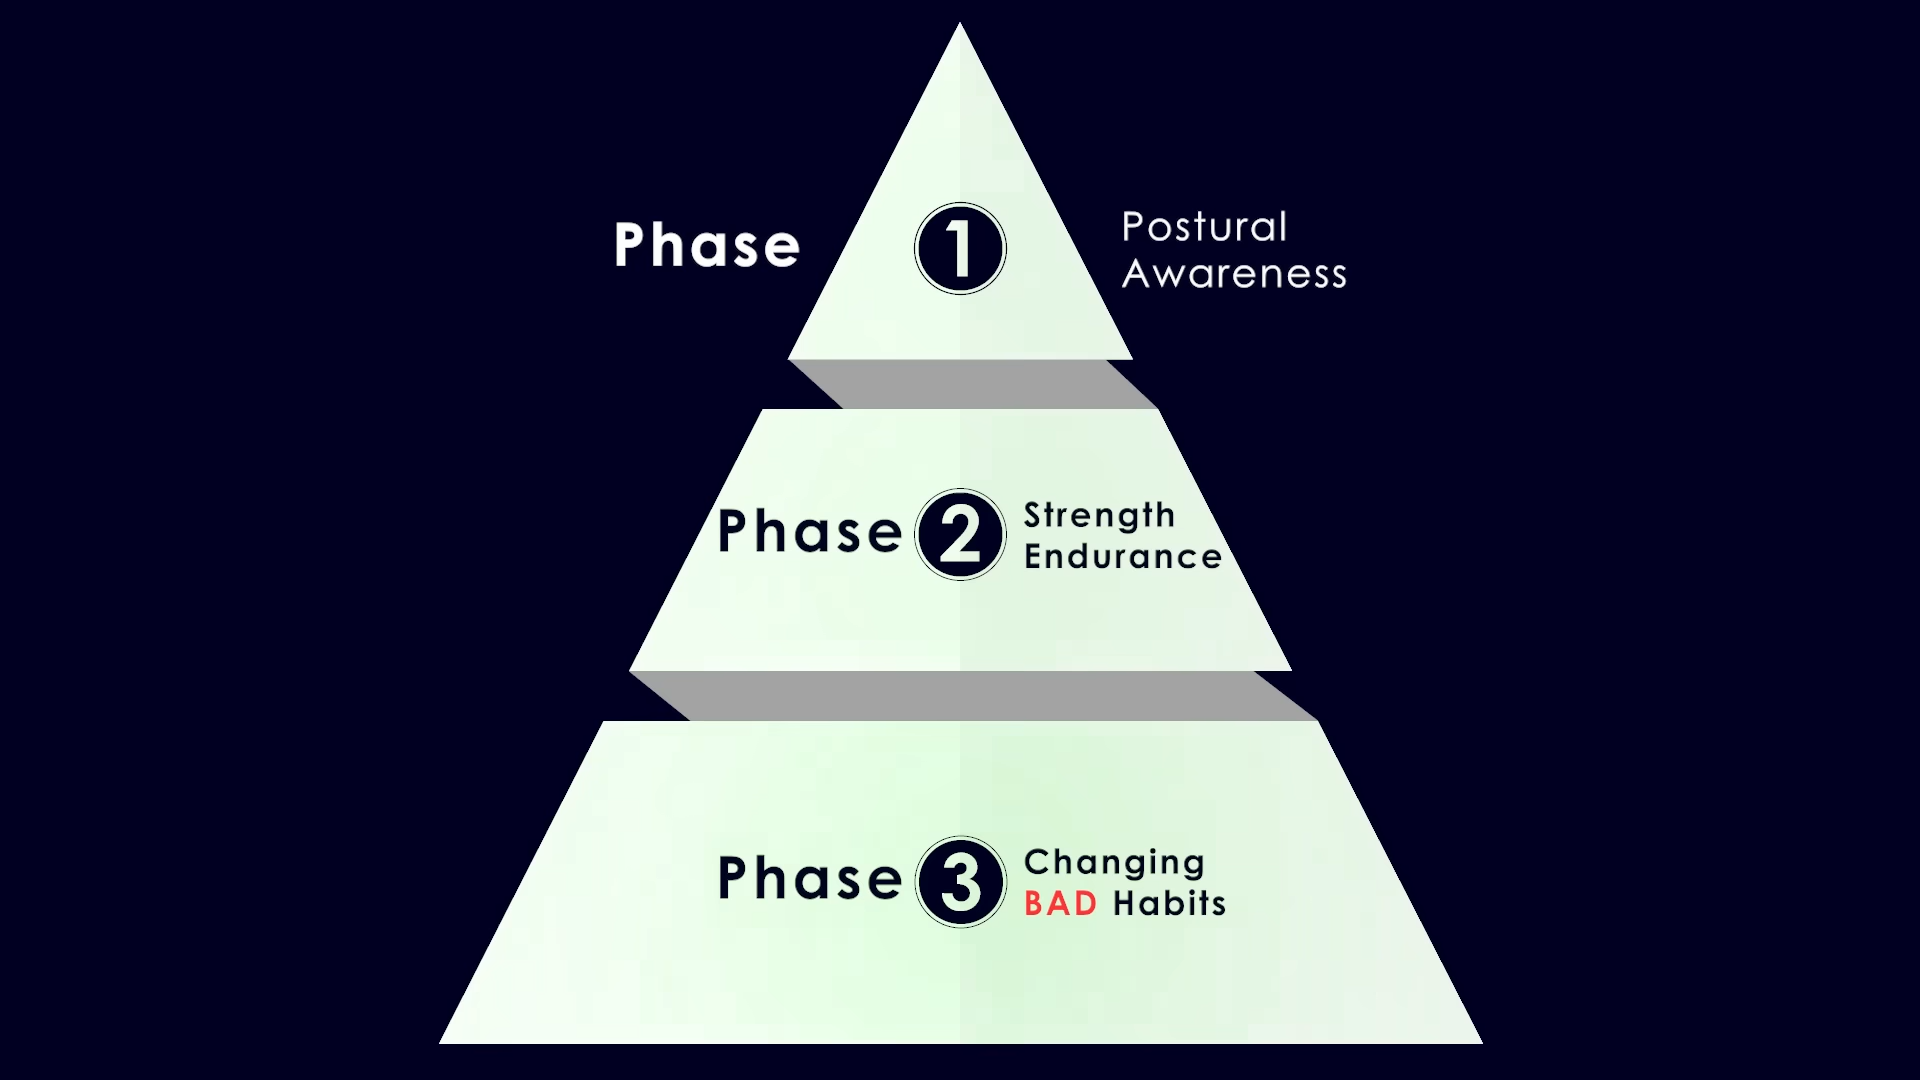 Phase 1 Postural
Awareness
Phase 2 Strength
Endurance
Phase 3 Changing
BAD Habits